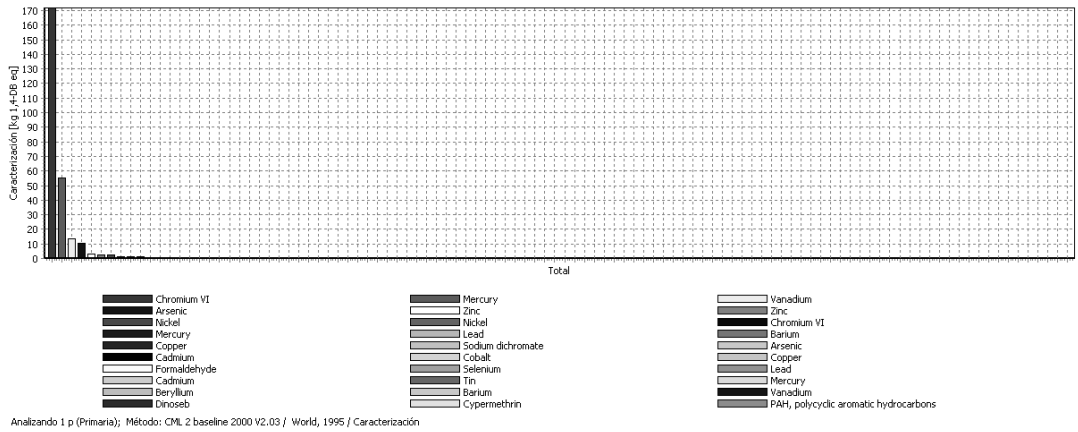 170
160
150
140
130
120
110
100
90
80
70
60
50
40
30
20
10
0
Caracterización [kg 1,4-DB eq]
Total
Chromium VI Mercury Vanadium
Arsenic Zinc Zinc
Nickel Nickel Chromium VI
Mercury Lead Barium
Copper Sodium dichromate Arsenic
Cadmium Cobalt Copper
Formaldehyde Selenium Lead
Cadmium Tin Mercury
Beryllium Barium Vanadium
Dinoseb Cypermethrin PAH, polycyclic aromatic hydrocarbons
Analizando 1 p (Primaria); Método: CML 2 baseline 2000 V2.03 / World, 1995 / Caracterización